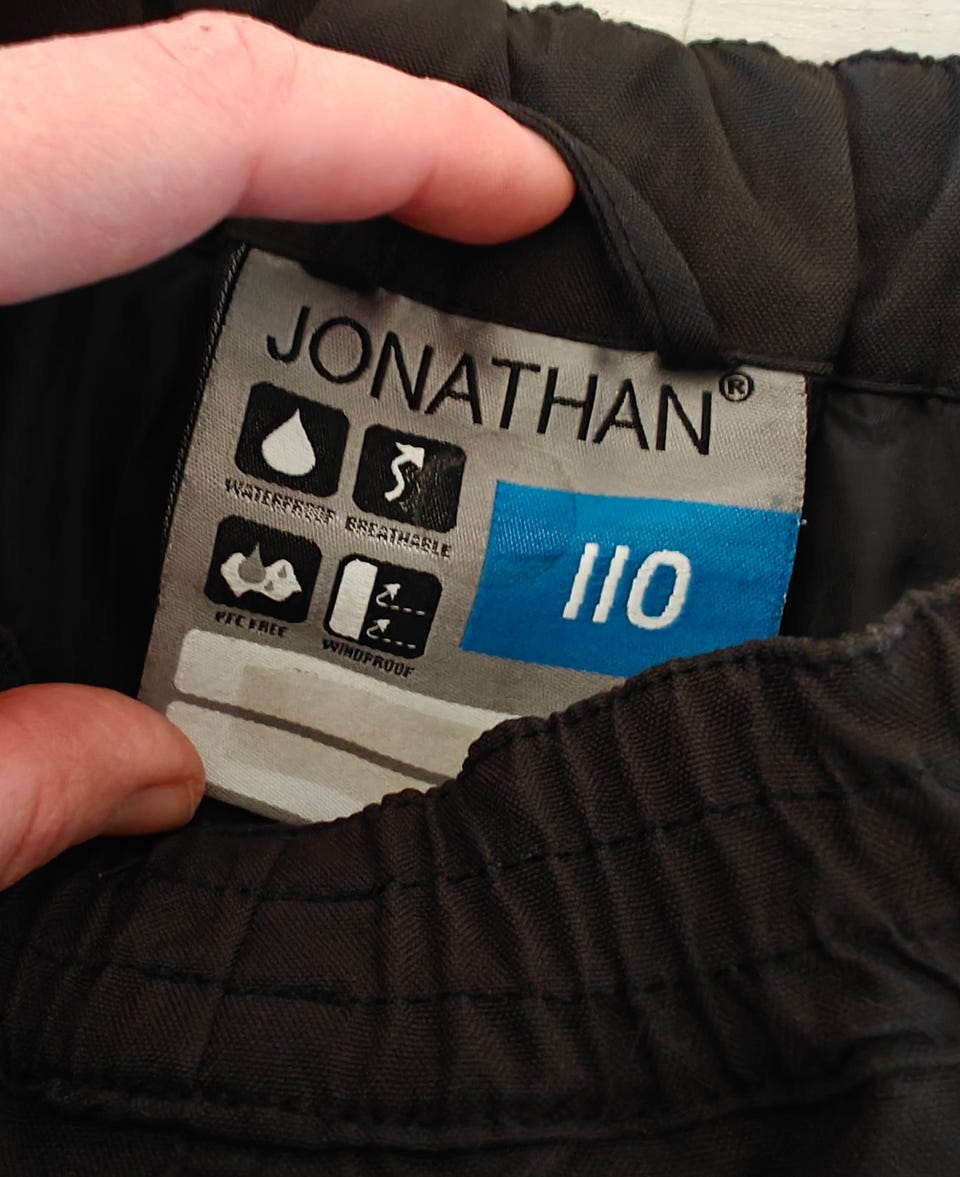 JONATHAN®
WATERPROOF BREATHABLE
110
PFC FREE WINDPROOF